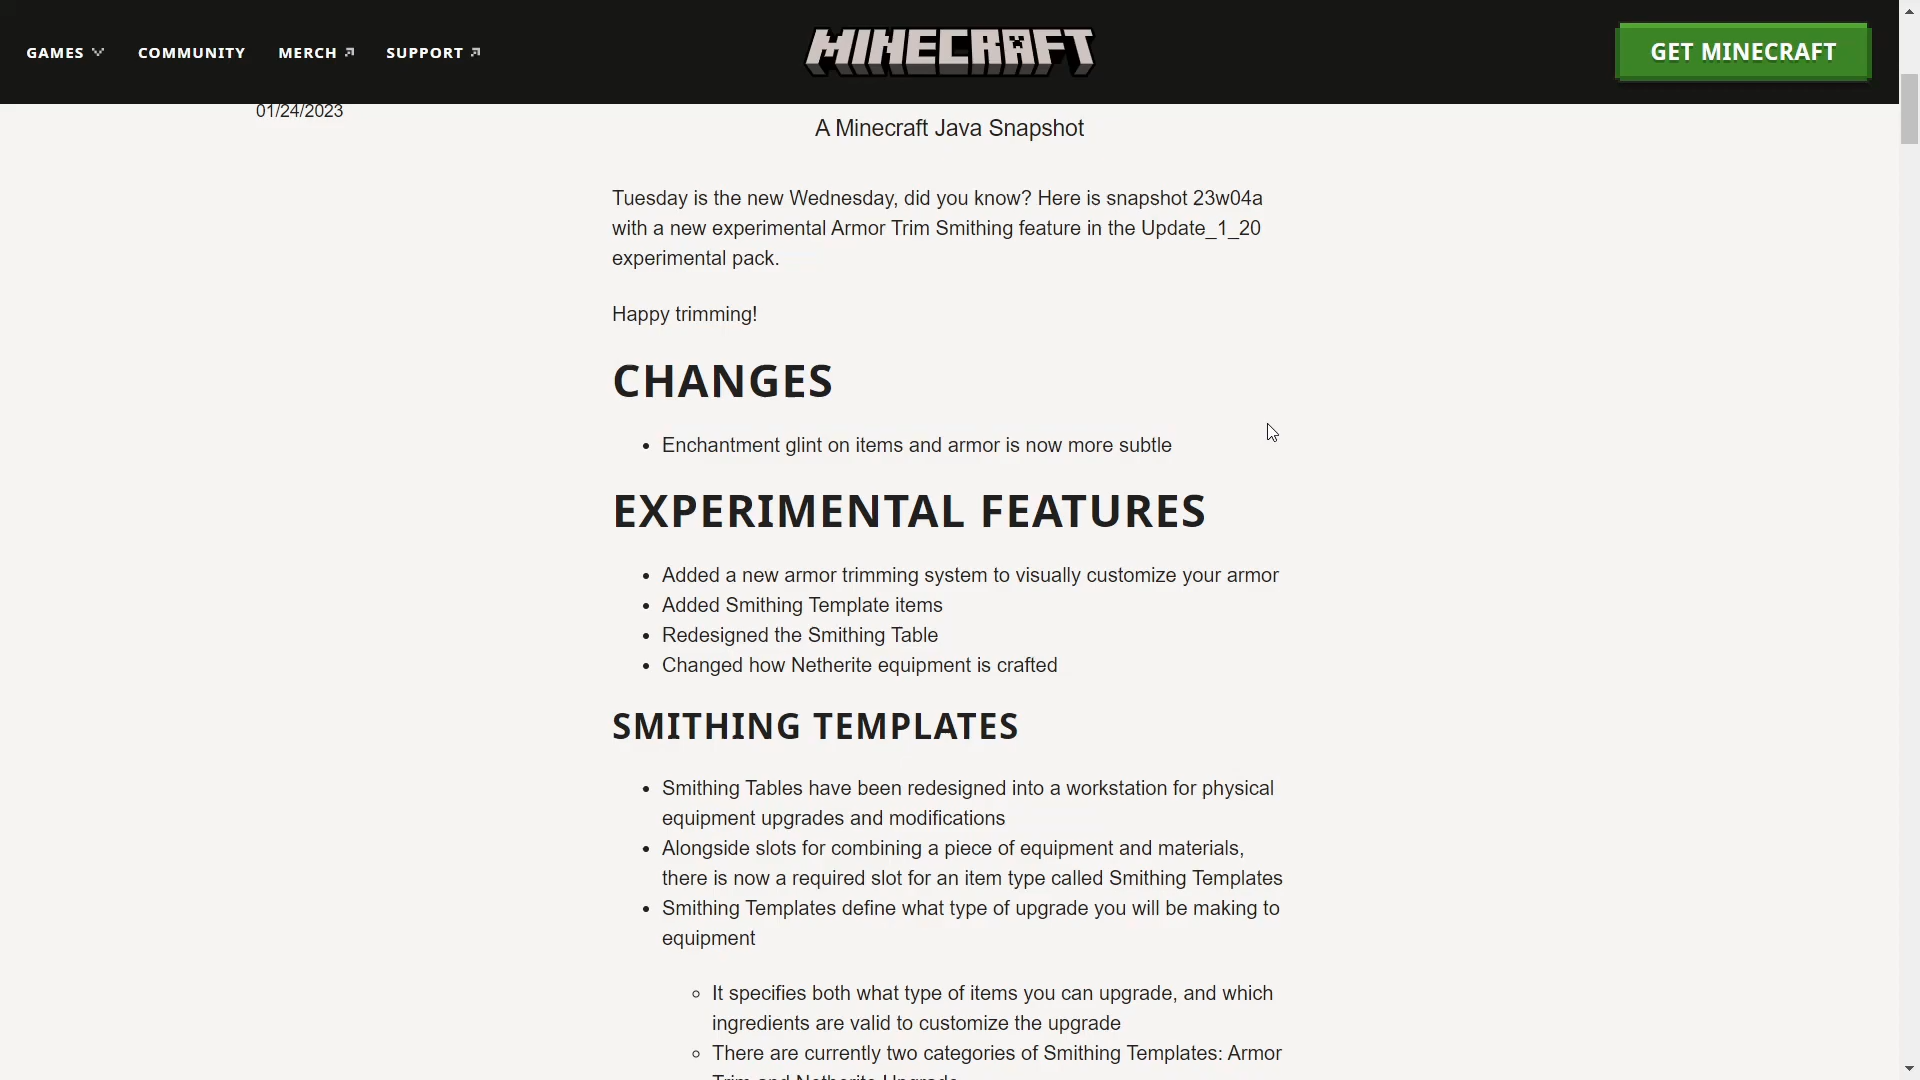 GAMES
COMMUNITY
MERCH
SUPPORT
MINECRAFT
GET MINECRAFT
01/24/2023
A Minecraft Java Snapshot
Tuesday is the new Wednesday, did you know? Here is snapshot 23w04a
with a new experimental Armor Trim Smithing feature in the Update_1_20
experimental pack.
Happy trimming!
CHANGES
• Enchantment glint on items and armor is now more subtle
EXPERIMENTAL FEATURES
• Added a new armor trimming system to visually customize your armor
• Added Smithing Template items
• Redesigned the Smithing Table
• Changed how Netherite equipment is crafted
SMITHING TEMPLATES
• Smithing Tables have been redesigned into a workstation for physical
equipment upgrades and modifications
• Alongside slots for combining a piece of equipment and materials,
there is now a required slot for an item type called Smithing Templates
• Smithing Templates define what type of upgrade you will be making to
equipment
◦ It specifies both what type of items you can upgrade, and which
ingredients are valid to customize the upgrade
◦ There are currently two categories of Smithing Templates: Armor
Trim and Netherite Upgrade